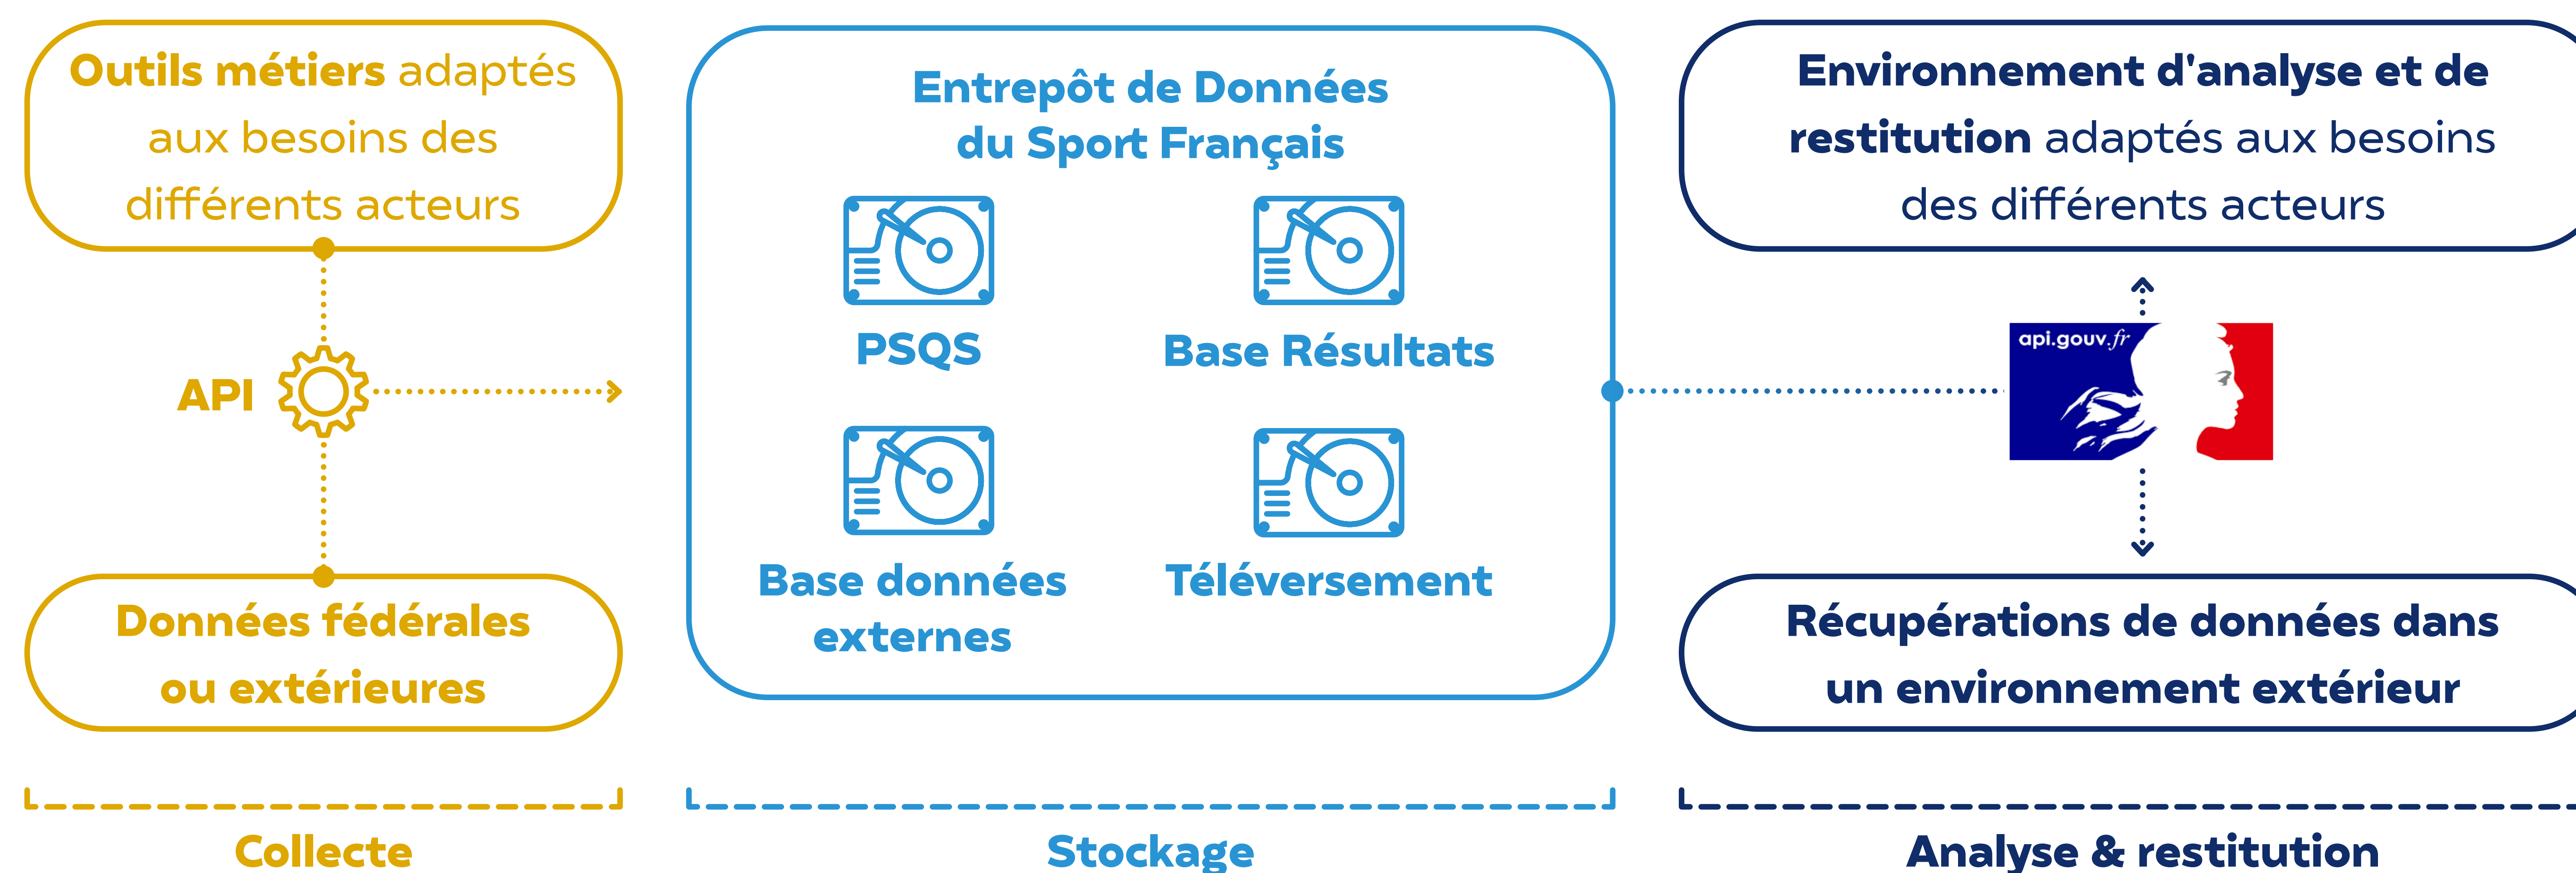 Outils métiers adaptés
aux besoins des
différents acteurs
API
Données fédérales
ou extérieures
Collecte
Entrepôt de Données
du Sport Français
PSQS
Base Résultats
Base données
externes
Téléversement
Stockage
Environnement d'analyse et de
restitution adaptés aux besoins
des différents acteurs
api.gouv.fr
Récupérations de données dans
un environnement extérieur
Analyse & restitution